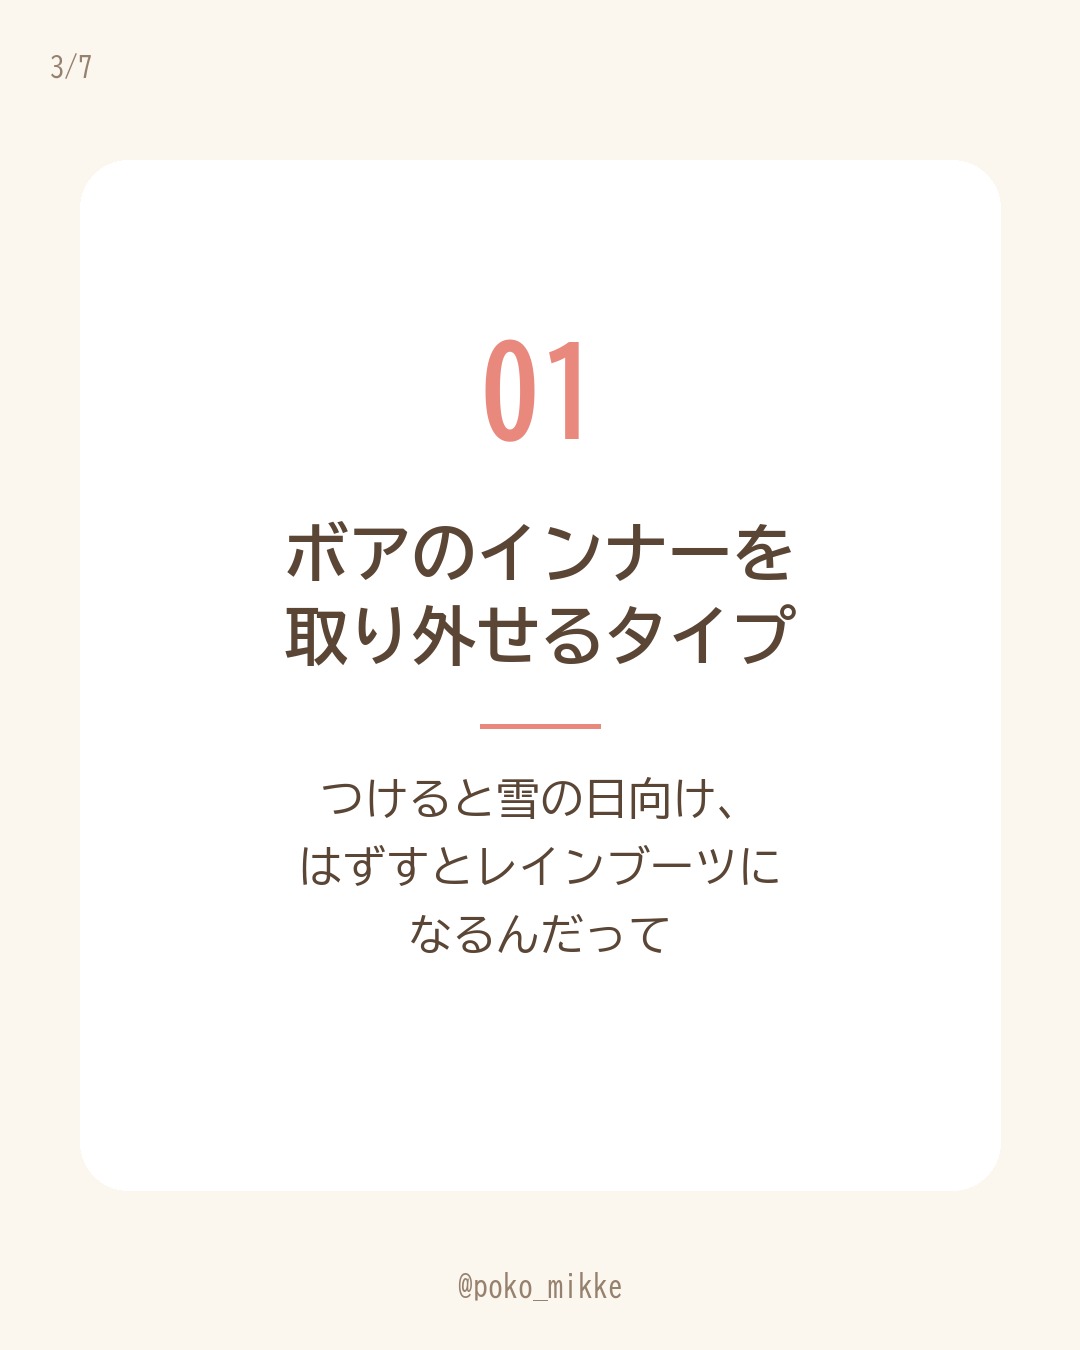 3/7
01
ボアのインナーを
取り外せるタイプ
つけると雪の日向け、
はずすとレインブーツに
なるんだって
@poko_mikke